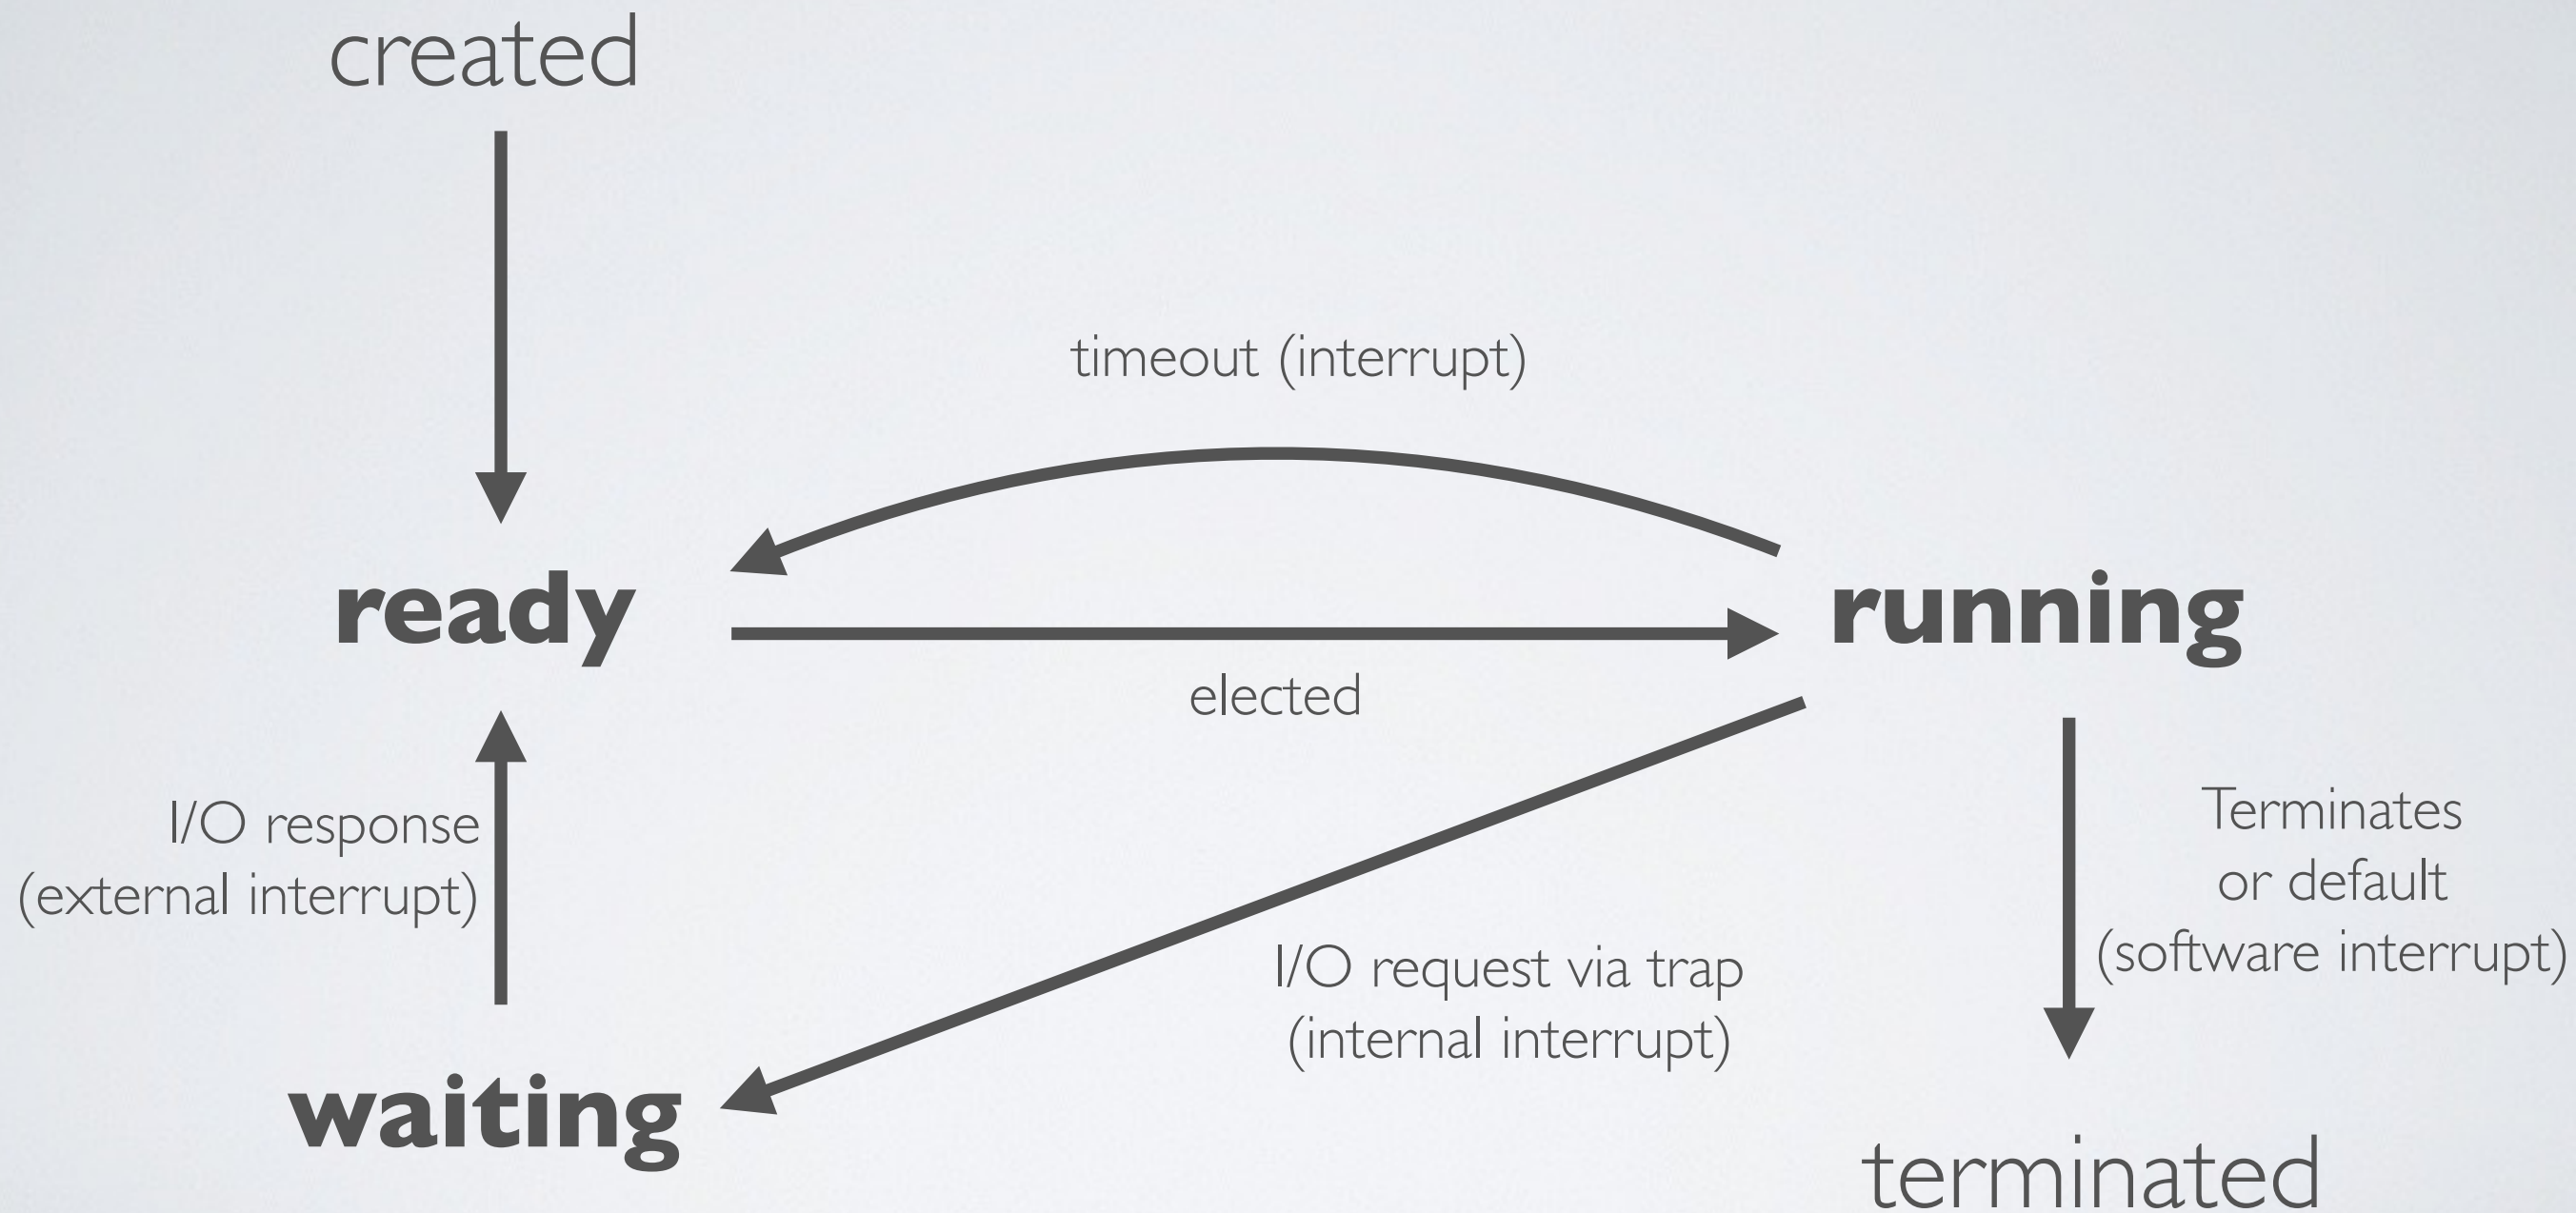 created
timeout (interrupt)
ready
running
elected
I/O response
(external interrupt)
Terminates
or default
(software interrupt)
I/O request via trap
(internal interrupt)
waiting
terminated